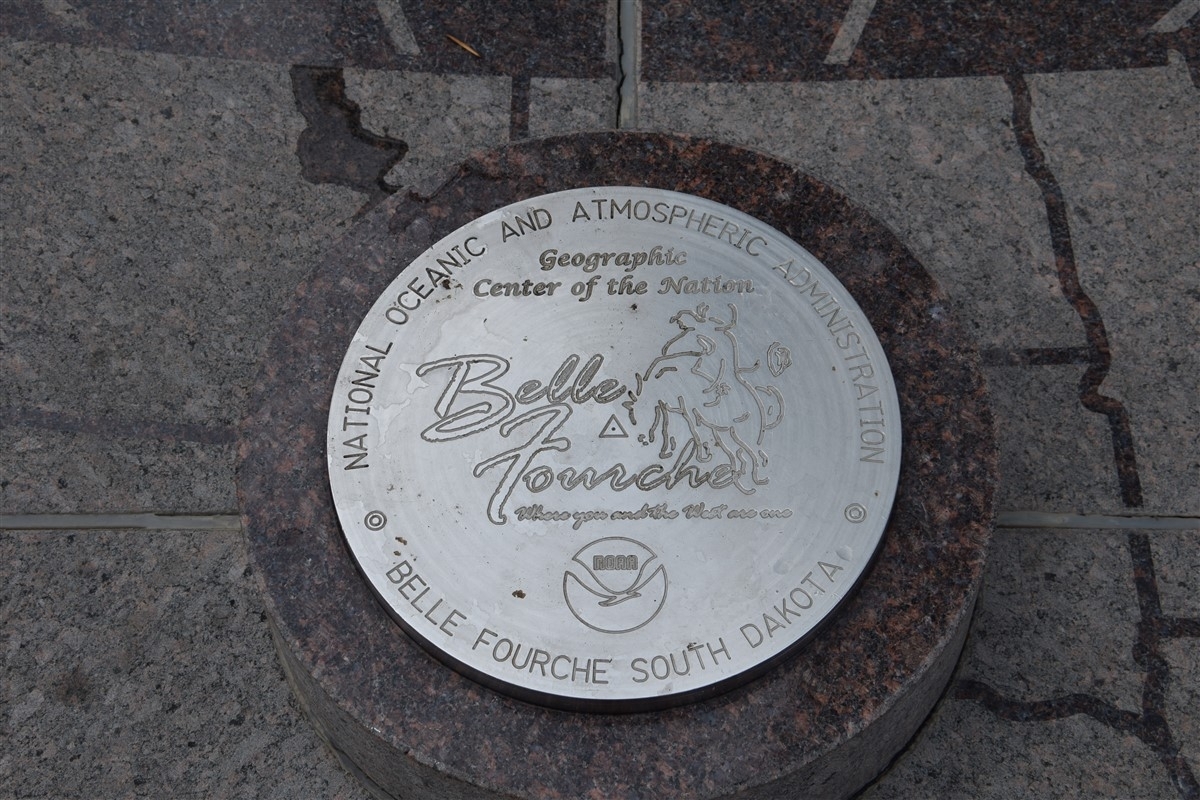 NATIONAL OCEANIC AND ATMOSPHERIC ADMINISTRATION
Geographic
Center of the Nation
Belle
Fourche
Where you and the West are one
NOAA
BELLE FOURCHE SOUTH DAKOTA